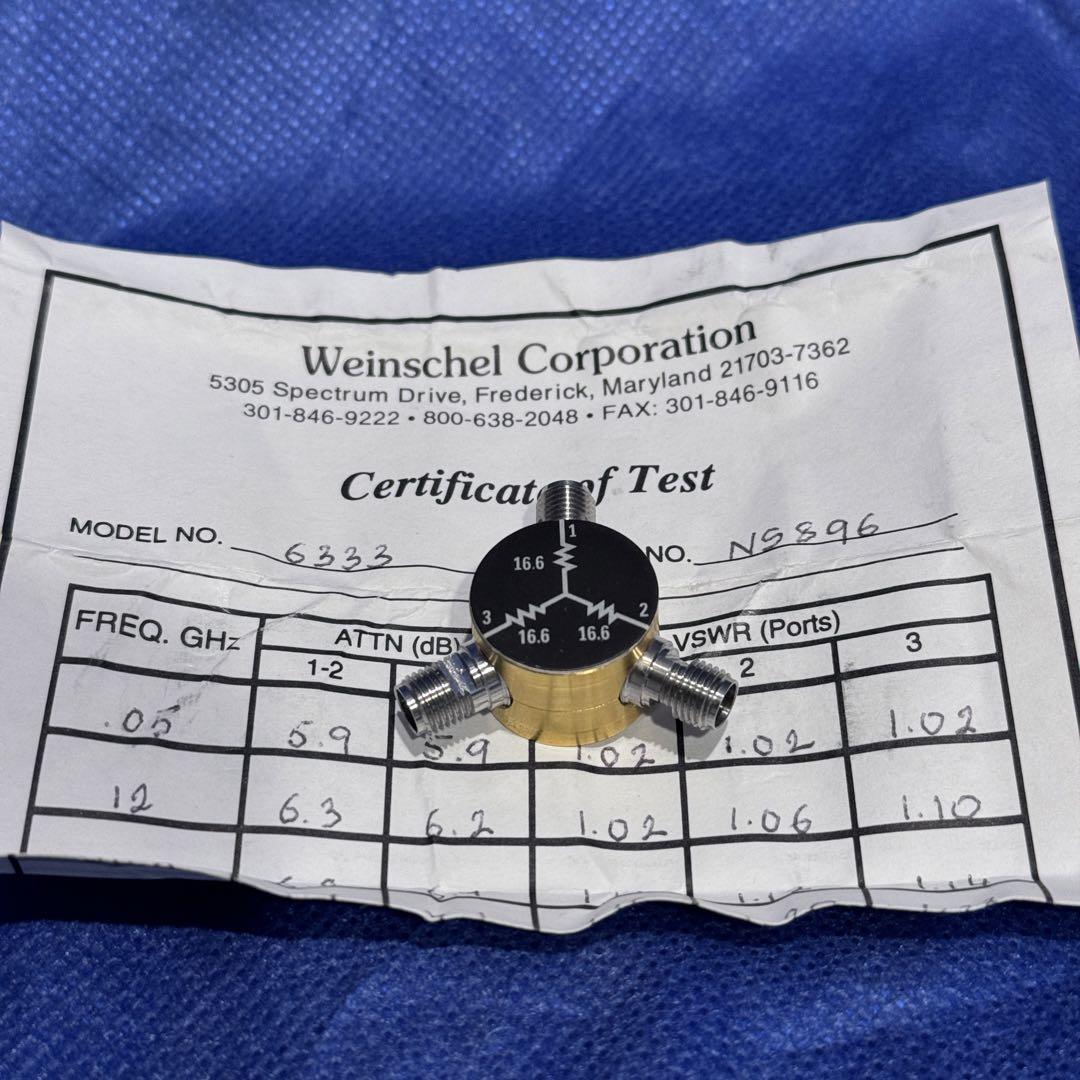 Weinschel Corporation
5305 Spectrum Drive, Frederick, Maryland 21703-7362
301-846-9222 • 800-638-2048 • FAX: 301-846-9116
Certificate of Test
MODEL NO. 6333 NO. N5896
1
16.6
3 2
16.6 16.6
FREQ. GHz ATTN (dB) VSWR (Ports)
1-2 2 3
.05 5.9 5.9 1.02 1.02 1.02
12 6.3 6.2 1.02 1.06 1.10